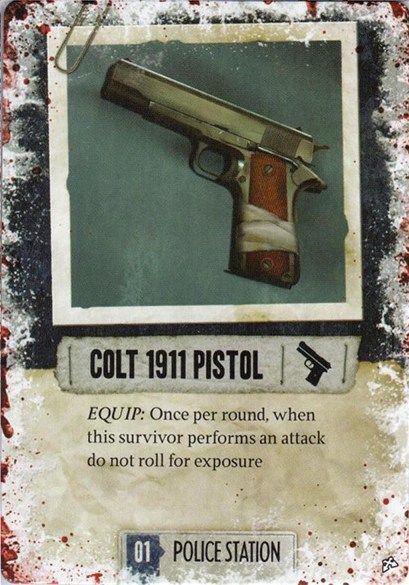 COLT 1911 PISTOL
EQUIP: Once per round, when
this survivor performs an attack
do not roll for exposure
01 POLICE STATION